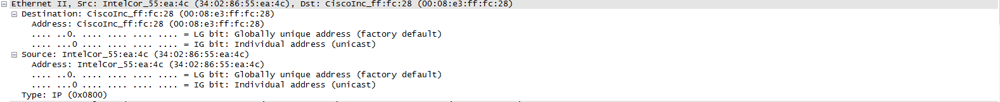 Ethernet II, Src: IntelCor_55:ea:4c (34:02:86:55:ea:4c), Dst: CiscoInc_ff:fc:28 (00:08:e3:ff:fc:28)
Destination: CiscoInc_ff:fc:28 (00:08:e3:ff:fc:28)
Address: CiscoInc_ff:fc:28 (00:08:e3:ff:fc:28)
.... ..0. .... .... .... .... = LG bit: Globally unique address (factory default)
.... ...0 .... .... .... .... = IG bit: Individual address (unicast)
Source: IntelCor_55:ea:4c (34:02:86:55:ea:4c)
Address: IntelCor_55:ea:4c (34:02:86:55:ea:4c)
.... ..0. .... .... .... .... = LG bit: Globally unique address (factory default)
.... ...0 .... .... .... .... = IG bit: Individual address (unicast)
Type: IP (0x0800)